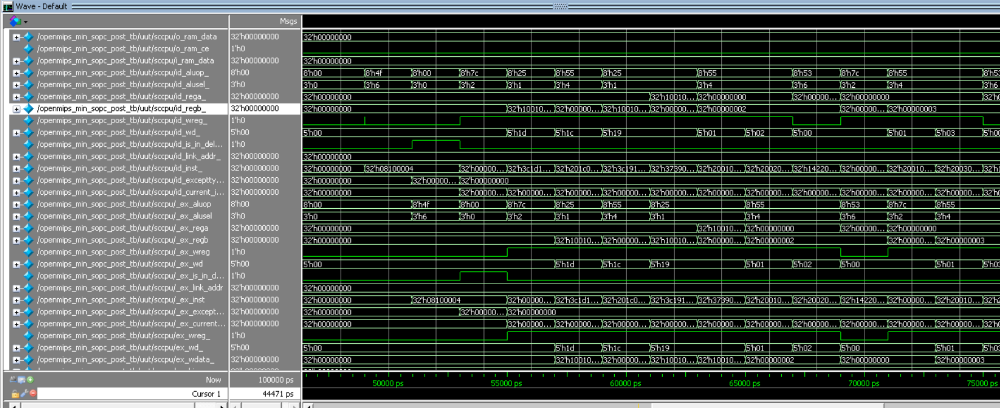 Wave - Default
Msgs
/openmips_min_sopc_post_tb/uut/sccpu/o_ram_data 32'h00000000 32'h00000000
/openmips_min_sopc_post_tb/uut/sccpu/o_ram_ce 1'h0
/openmips_min_sopc_post_tb/uut/sccpu/i_ram_data 32'h00000000 32'h00000000
/openmips_min_sopc_post_tb/uut/sccpu/id_aluop_ 8'h00 8'h00 8'h4f 8'h00 8'h7c 8'h25 8'h55 8'h25 8'h55 8'h53 8'h7c 8'h55 8'h53
/openmips_min_sopc_post_tb/uut/sccpu/id_alusel_ 3'h0 3'h0 3'h6 3'h0 3'h2 3'h1 3'h4 3'h1 3'h4 3'h6 3'h2 3'h4 3'h6
/openmips_min_sopc_post_tb/uut/sccpu/id_rega_ 32'h00000000 32'h00000000 32'h10010... 32'h00000000 32'h00000... 32'h00000000 32'h0
/openmips_min_sopc_post_tb/uut/sccpu/id_regb_ 32'h00000000 32'h00000000 32'h10010... 32'h00000... 32'h10010... 32'h00000... 32'h00000002 32'h00000... 32'h00000003
/openmips_min_sopc_post_tb/uut/sccpu/id_wreg_ 1'h0
/openmips_min_sopc_post_tb/uut/sccpu/id_wd_ 5'h00 5'h00 5'h1d 5'h1c 5'h19 5'h01 5'h02 5'h00 5'h01 5'h03 5'h00
/openmips_min_sopc_post_tb/uut/sccpu/id_is_in_del... 1'h0
/openmips_min_sopc_post_tb/uut/sccpu/id_link_addr_ 32'h00000000 32'h00000000
/openmips_min_sopc_post_tb/uut/sccpu/id_inst_ 32'h00000000 32'h00000000 32'h08100004 32'h00000... 32'h3c1d1... 32'h201c0... 32'h3c191... 32'h37390... 32'h20010... 32'h20020... 32'h14220... 32'h00000... 32'h20010... 32'h20030... 32'h1
/openmips_min_sopc_post_tb/uut/sccpu/id_exceptty... 32'h00000000 32'h00000000 32'h00000... 32'h00000000
/openmips_min_sopc_post_tb/uut/sccpu/id_current_i... 32'h00000000 32'h00000000 32'h00000... 32'h00000... 32'h00000... 32'h00000... 32'h00000... 32'h00000... 32'h00000... 32'h00000... 32'h00000... 32'h00000... 32'h00000... 32'h0
/openmips_min_sopc_post_tb/uut/sccpu/_ex_aluop 8'h00 8'h00 8'h4f 8'h00 8'h7c 8'h25 8'h55 8'h25 8'h55 8'h53 8'h7c 8'h55
/openmips_min_sopc_post_tb/uut/sccpu/_ex_alusel 3'h0 3'h0 3'h6 3'h0 3'h2 3'h1 3'h4 3'h1 3'h4 3'h6 3'h2 3'h4
/openmips_min_sopc_post_tb/uut/sccpu/_ex_rega 32'h00000000 32'h00000000 32'h10010... 32'h00000000 32'h00000... 32'h00000000
/openmips_min_sopc_post_tb/uut/sccpu/_ex_regb 32'h00000000 32'h00000000 32'h10010... 32'h00000... 32'h10010... 32'h00000... 32'h00000002 32'h00000... 32'h00000003
/openmips_min_sopc_post_tb/uut/sccpu/_ex_wreg 1'h0
/openmips_min_sopc_post_tb/uut/sccpu/_ex_wd 5'h00 5'h00 5'h1d 5'h1c 5'h19 5'h01 5'h02 5'h00 5'h01 5'h03
/openmips_min_sopc_post_tb/uut/sccpu/_ex_is_in_d... 1'h0
/openmips_min_sopc_post_tb/uut/sccpu/_ex_link_addr 32'h00000000 32'h00000000
/openmips_min_sopc_post_tb/uut/sccpu/_ex_inst 32'h00000000 32'h00000000 32'h08100004 32'h00000... 32'h3c1d1... 32'h201c0... 32'h3c191... 32'h37390... 32'h20010... 32'h20020... 32'h14220... 32'h00000... 32'h20010... 32'h2
/openmips_min_sopc_post_tb/uut/sccpu/_ex_except... 32'h00000000 32'h00000000 32'h00000... 32'h00000000
/openmips_min_sopc_post_tb/uut/sccpu/_ex_current... 32'h00000000 32'h00000000 32'h00000... 32'h00000... 32'h00000... 32'h00000... 32'h00000... 32'h00000... 32'h00000... 32'h00000... 32'h00000... 32'h00000... 32'h0
/openmips_min_sopc_post_tb/uut/sccpu/ex_wreg_ 1'h0
/openmips_min_sopc_post_tb/uut/sccpu/ex_wd_ 5'h00 5'h00 5'h1d 5'h1c 5'h19 5'h01 5'h02 5'h00 5'h01 5'h03
/openmips_min_sopc_post_tb/uut/sccpu/ex_wdata_ 32'h00000000 32'h00000000 32'h10010... 32'h00000... 32'h10010... 32'h10010... 32'h00000002 32'h00000000 32'h00000003
Now 100000 ps 50000 ps 55000 ps 60000 ps 65000 ps 70000 ps 75000 ps
Cursor 1 44471 ps